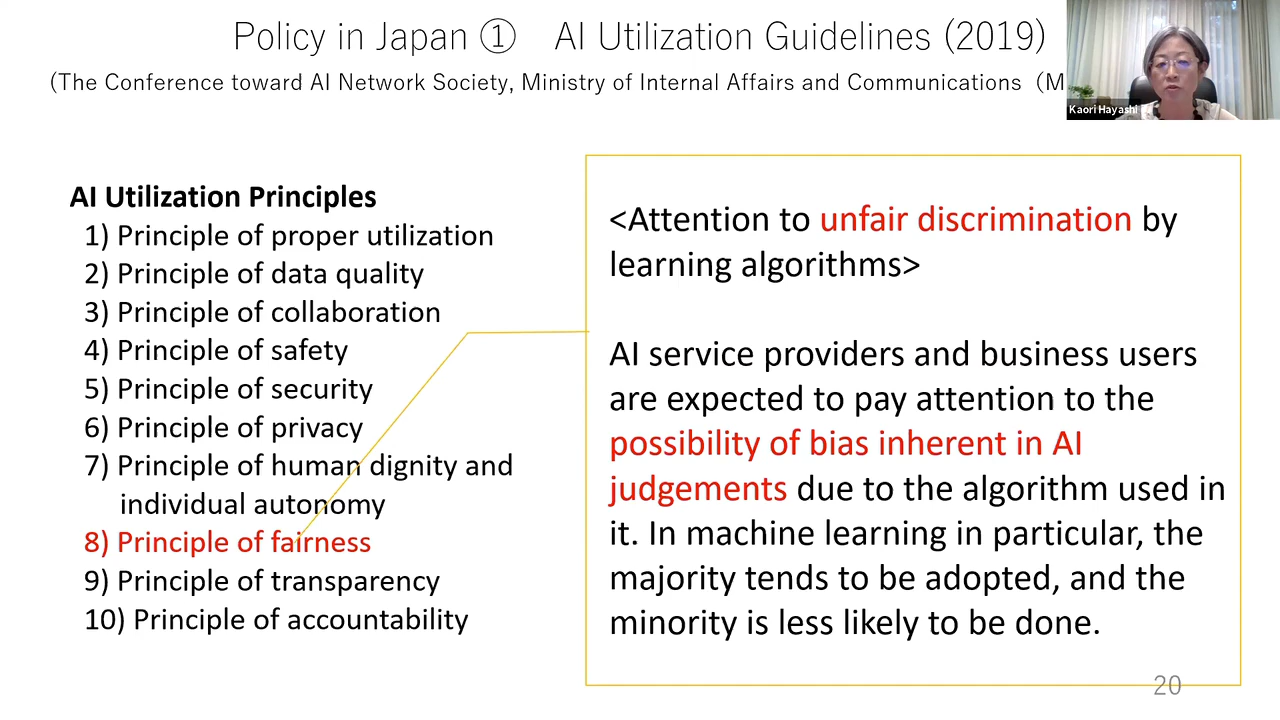 Policy in Japan ① AI Utilization Guidelines (2019)
(The Conference toward AI Network Society, Ministry of Internal Affairs and Communications (M
Kaori Hayashi
AI Utilization Principles
1) Principle of proper utilization
2) Principle of data quality
3) Principle of collaboration
4) Principle of safety
5) Principle of security
6) Principle of privacy
7) Principle of human dignity and
individual autonomy
8) Principle of fairness
9) Principle of transparency
10) Principle of accountability
<Attention to unfair discrimination by
learning algorithms>
AI service providers and business users
are expected to pay attention to the
possibility of bias inherent in AI
judgements due to the algorithm used in
it. In machine learning in particular, the
majority tends to be adopted, and the
minority is less likely to be done.
20